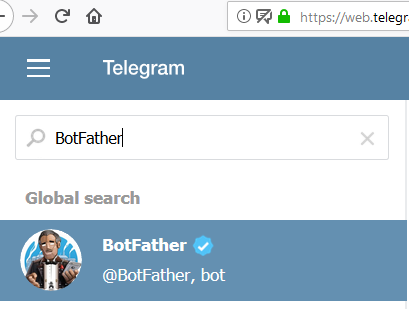 https://web.telegr
Telegram
BotFather
Global search
BotFather
@BotFather, bot